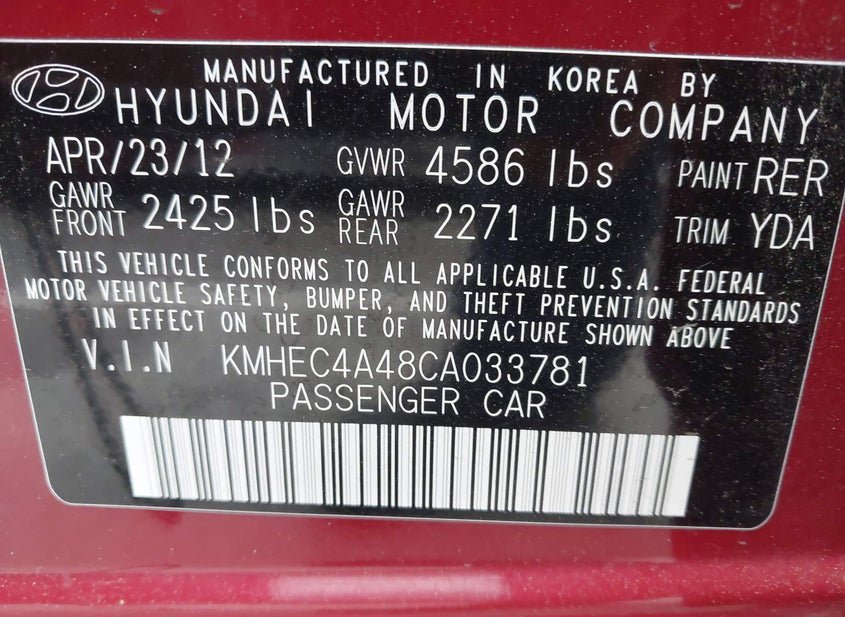 MANUFACTURED IN KOREA BY
HYUNDAI MOTOR COMPANY
APR/23/12 GVWR 4586 lbs PAINT RER
GAWR FRONT 2425 lbs GAWR REAR 2271 lbs TRIM YDA
THIS VEHICLE CONFORMS TO ALL APPLICABLE U.S.A. FEDERAL
MOTOR VEHICLE SAFETY, BUMPER, AND THEFT PREVENTION STANDARDS
IN EFFECT ON THE DATE OF MANUFACTURE SHOWN ABOVE
V.I.N KMHEC4A48CA033781
PASSENGER CAR